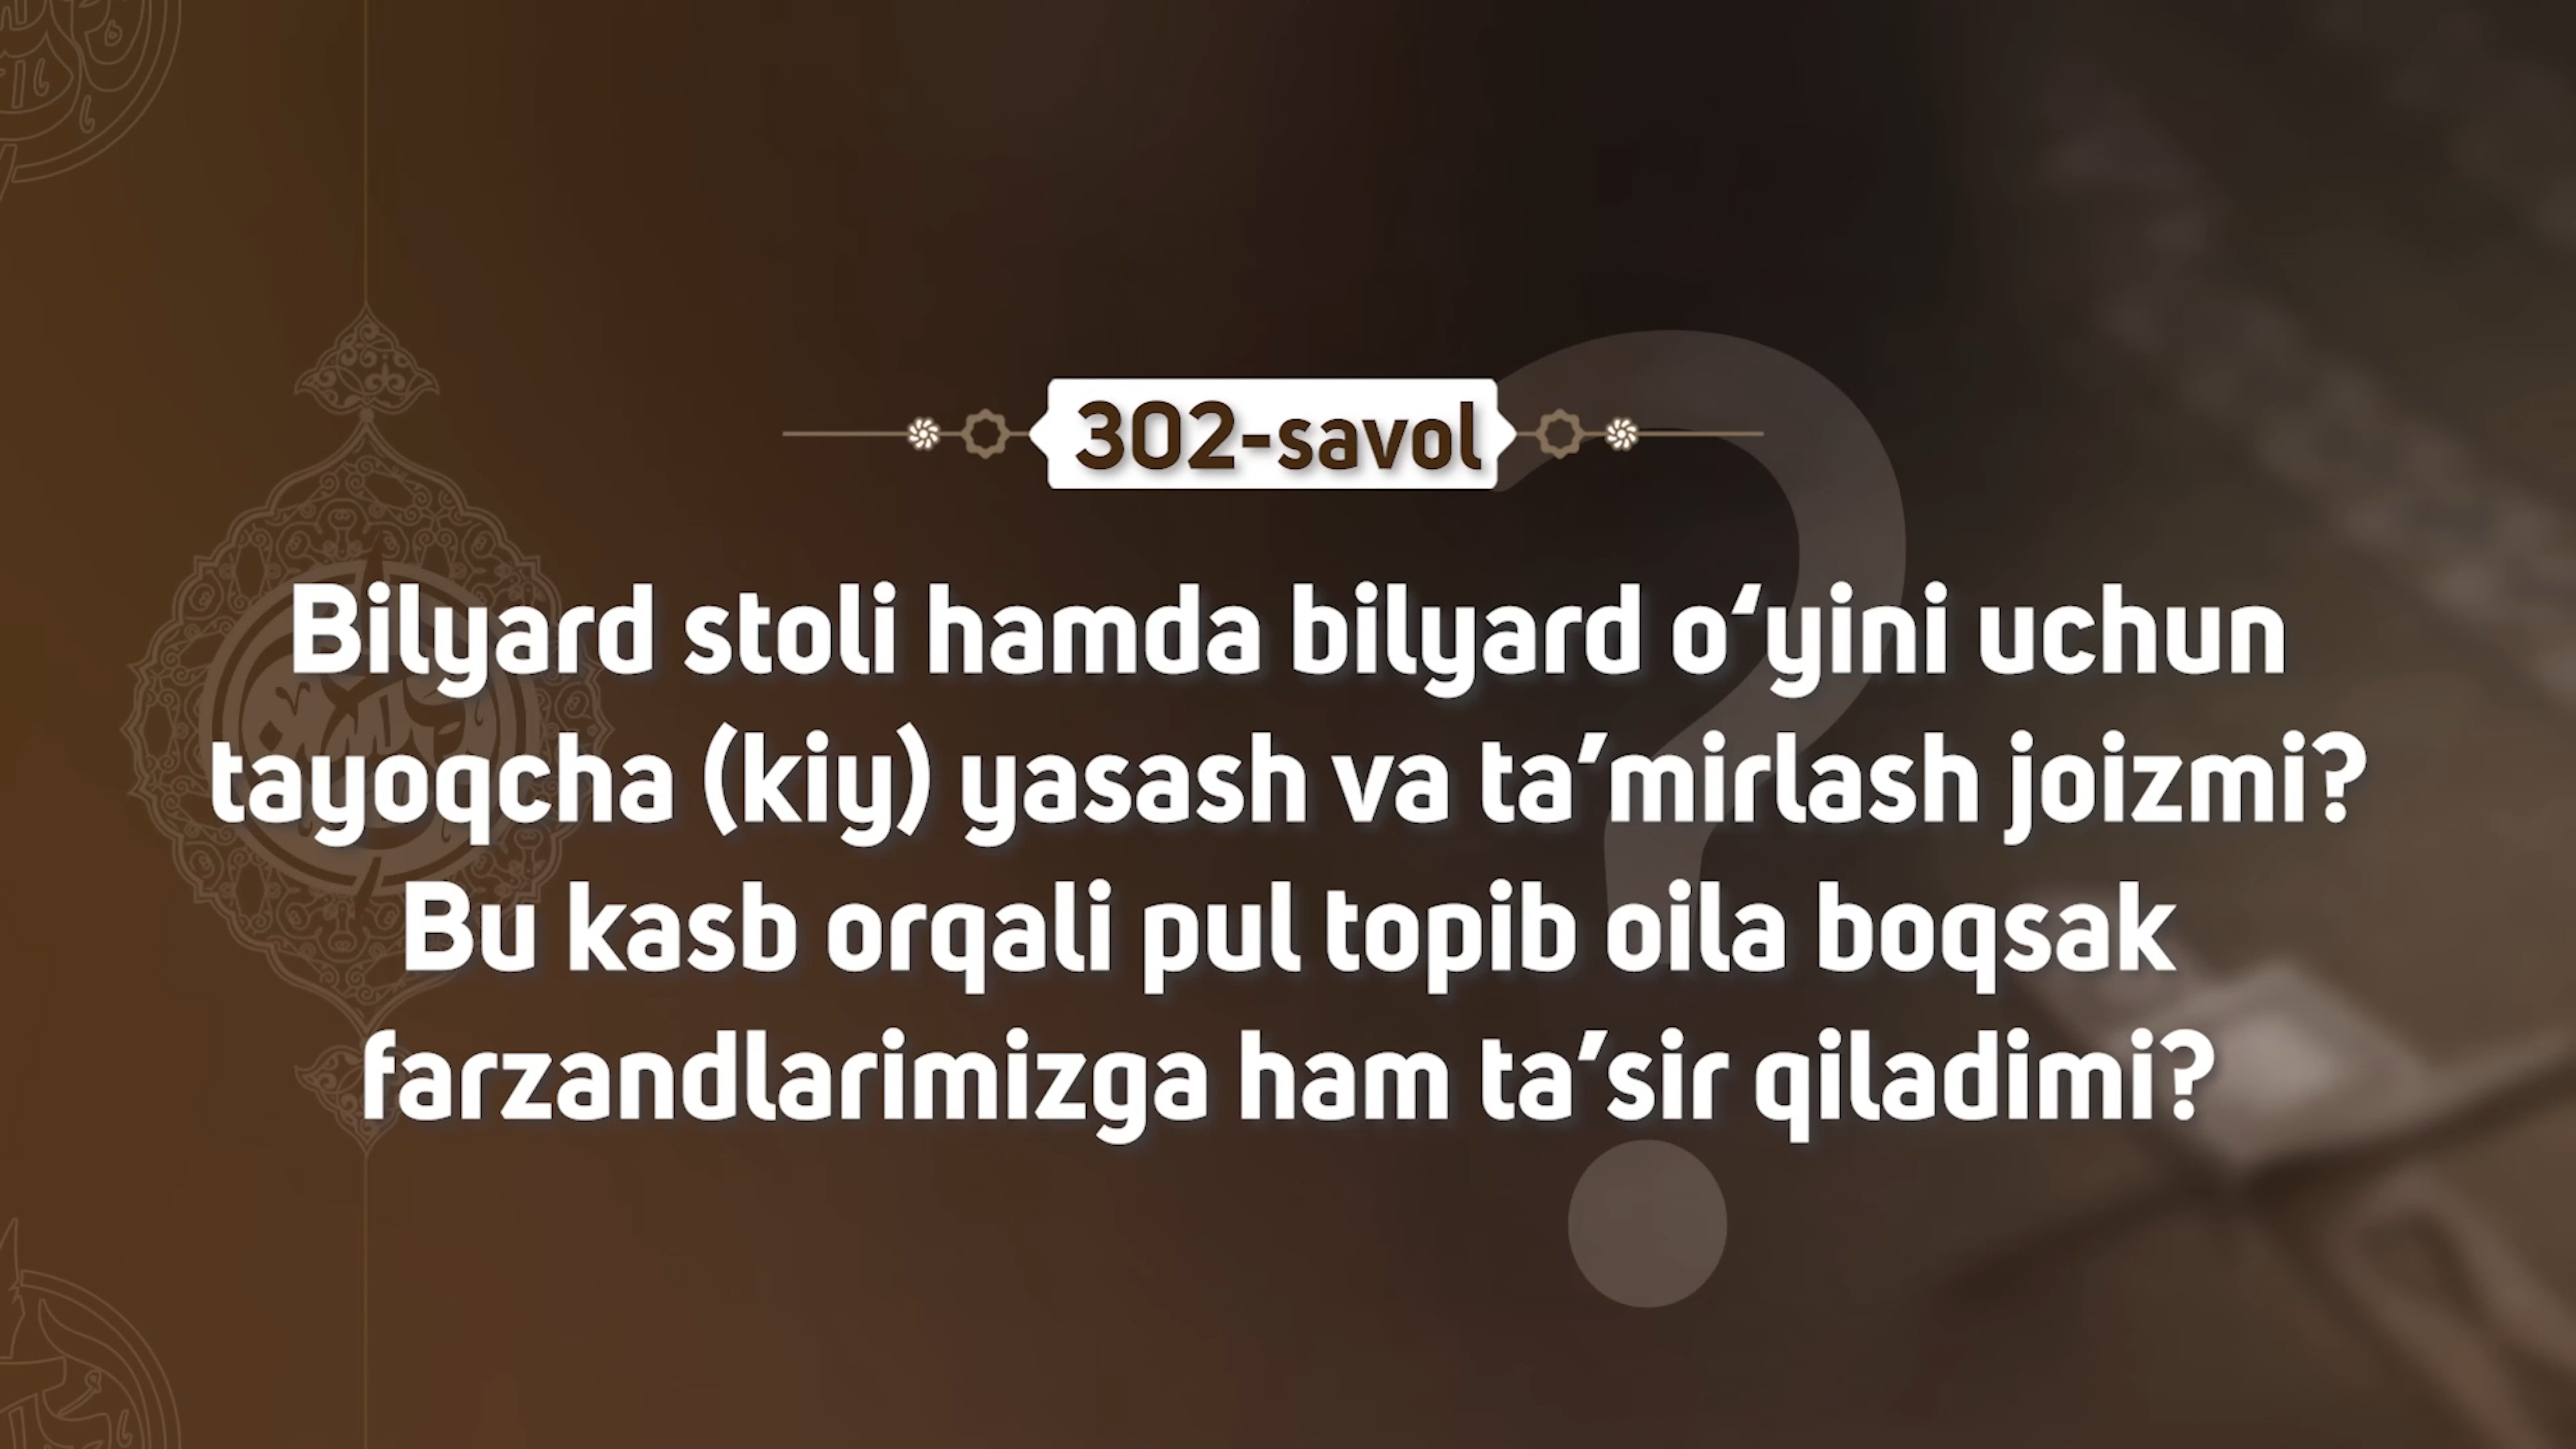 302-savol
Bilyard stoli hamda bilyard o‘yini uchun
tayoqcha (kiy) yasash va ta’mirlash joizmi?
Bu kasb orqali pul topib oila boqsak
farzandlarimizga ham ta’sir qiladimi?